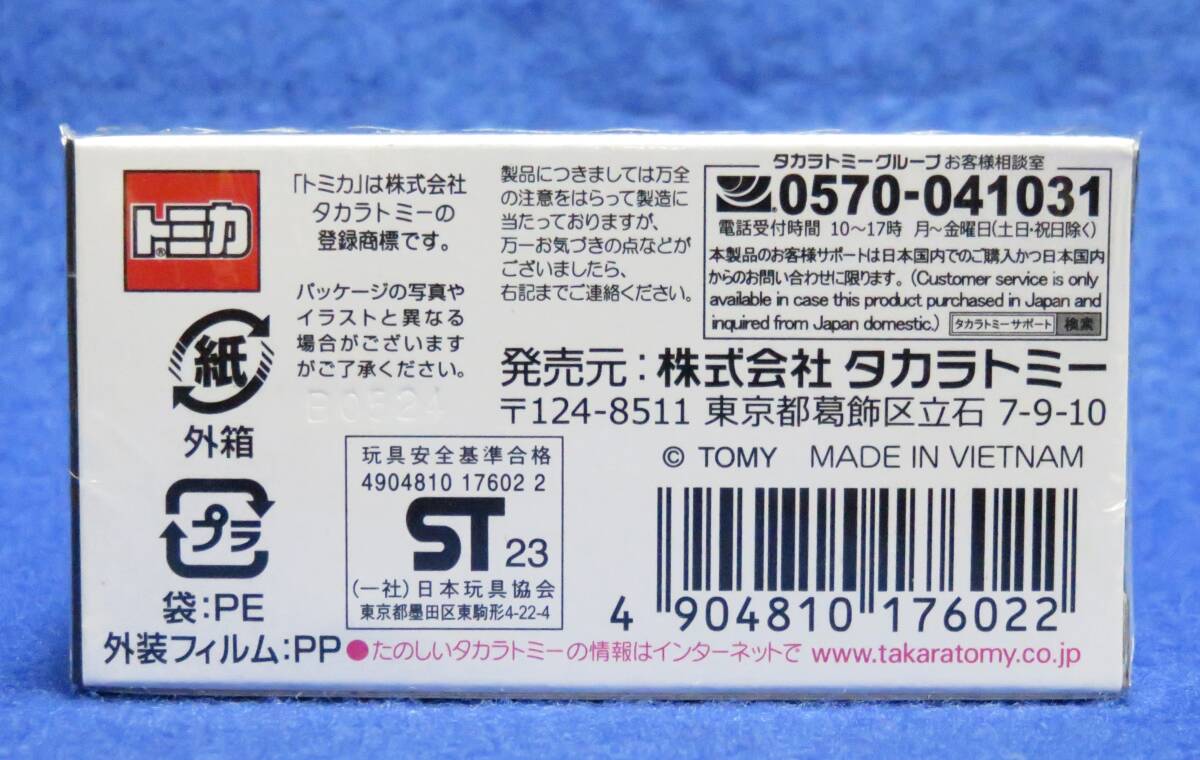 トミカ®
「トミカ」は株式会社
タカラトミーの
登録商標です。
パッケージの写真や
イラストと異なる
場合がございます
がご了承ください。
製品につきましては万全
の注意をはらって製造に
当たっておりますが、
万一お気づきの点などが
ございましたら、
右記までご連絡ください。
タカラトミーグループ お客様相談室
0570-041031
電話受付時間 10〜17時 月〜金曜日(土日・祝日除く)
本製品のお客様サポートは日本国内でのご購入かつ日本国内
からのお問い合わせに限ります。(Customer service is only
available in case this product purchased in Japan and
inquired from Japan domestic.) タカラトミーサポート 検索
発売元:株式会社 タカラトミー
〒124-8511 東京都葛飾区立石 7-9-10
© TOMY MADE IN VIETNAM
紙
外箱
プラ
袋:PE
外装フィルム:PP
B0524
玩具安全基準合格
4904810 17602 2
ST 23
(一社)日本玩具協会
東京都墨田区東駒形4-22-4
4 904810 176022
●たのしいタカラトミーの情報はインターネットで www.takaratomy.co.jp